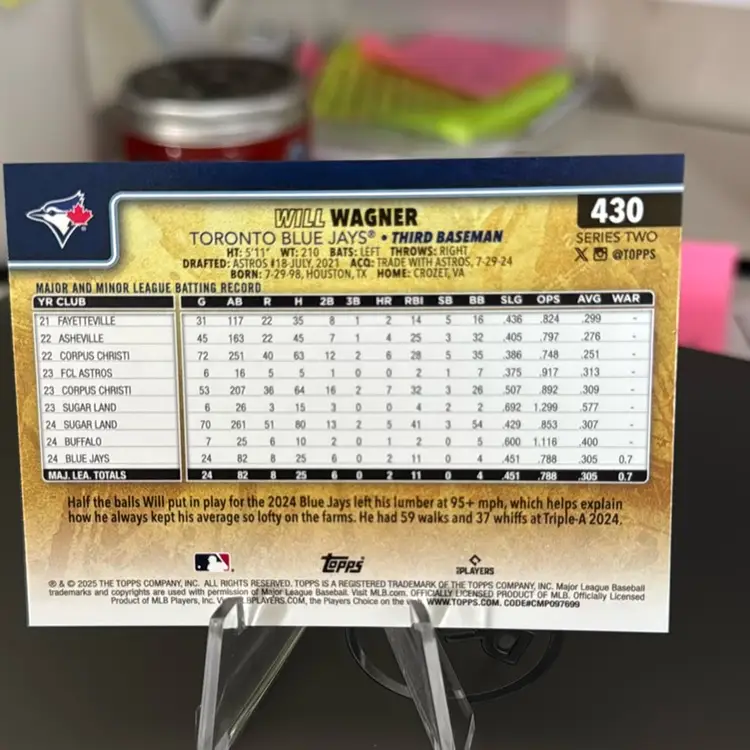 WILL WAGNER
430
TORONTO BLUE JAYS® • THIRD BASEMAN
SERIES TWO
HT: 5'11" WT: 210 BATS: LEFT THROWS: RIGHT
@TOPPS
DRAFTED: ASTROS #18-JULY, 2021 ACQ: TRADE WITH ASTROS, 7-29-24
BORN: 7-29-98, HOUSTON, TX HOME: CROZET, VA
MAJOR AND MINOR LEAGUE BATTING RECORD
YR CLUB G AB R H 2B 3B HR RBI SB BB SLG OPS AVG WAR
21 FAYETTEVILLE 31 117 22 35 8 1 2 14 5 16 .436 .824 .299 -
22 ASHEVILLE 45 163 22 45 7 1 4 25 3 32 .405 .797 .276 -
22 CORPUS CHRISTI 72 251 40 63 12 2 6 28 5 35 .386 .748 .251 -
23 FCL ASTROS 6 16 5 5 1 0 0 2 1 7 .375 .917 .313 -
23 CORPUS CHRISTI 53 207 36 64 16 2 7 32 3 26 .507 .892 .309 -
23 SUGAR LAND 6 26 3 15 3 0 0 4 2 2 .692 1.299 .577 -
24 SUGAR LAND 70 261 51 80 13 2 5 41 3 54 .429 .853 .307 -
24 BUFFALO 7 25 6 10 2 0 1 2 0 5 .600 1.116 .400 -
24 BLUE JAYS 24 82 8 25 6 0 2 11 0 4 .451 .788 .305 0.7
MAJ. LEA. TOTALS 24 82 8 25 6 0 2 11 0 4 .451 .788 .305 0.7
Half the balls Will put in play for the 2024 Blue Jays left his lumber at 95+ mph, which helps explain
how he always kept his average so lofty on the farms. He had 59 walks and 37 whiffs at Triple-A 2024.
Topps
PLAYERS
® & © 2025 THE TOPPS COMPANY, INC. ALL RIGHTS RESERVED. TOPPS IS A REGISTERED TRADEMARK OF THE TOPPS COMPANY, INC. Major League Baseball
trademarks and copyrights are used with permission of Major League Baseball. Visit MLB.com. OFFICIALLY LICENSED PRODUCT OF MLB. Officially Licensed
Product of MLB Players, Inc. LBPLAYERS.COM, the Players Choice on the WWW.TOPPS.COM. CODE#CMP097699